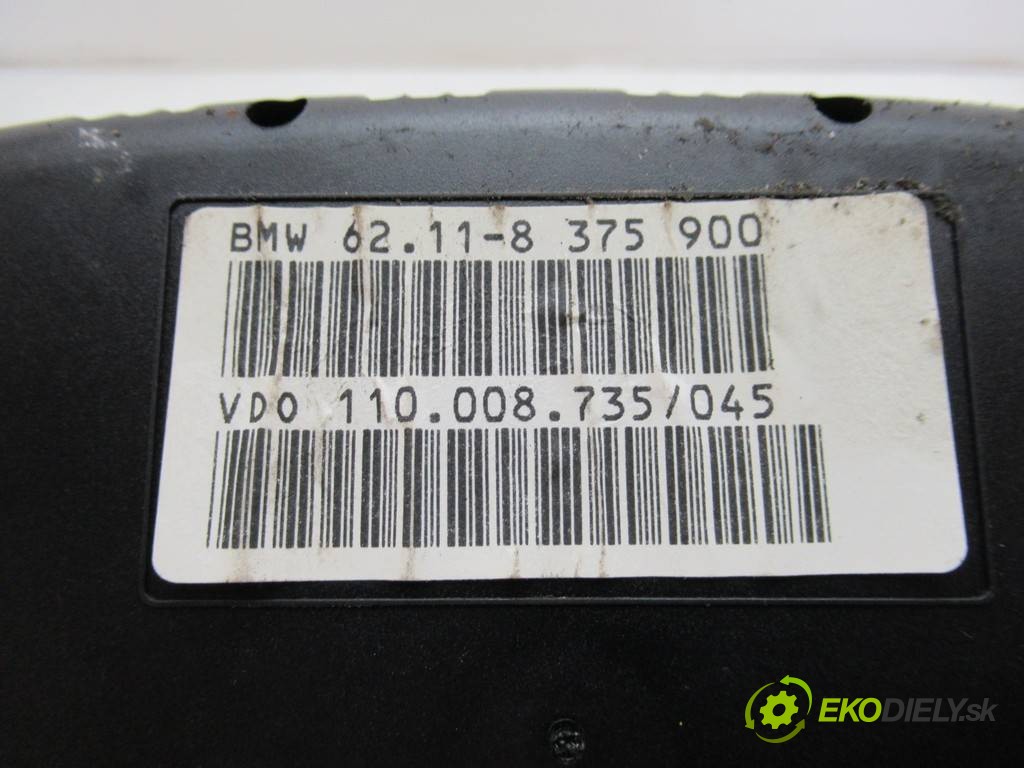 BMW 62.11-8 375 900
VDO 110.008.735/045
EKODIELY.sk